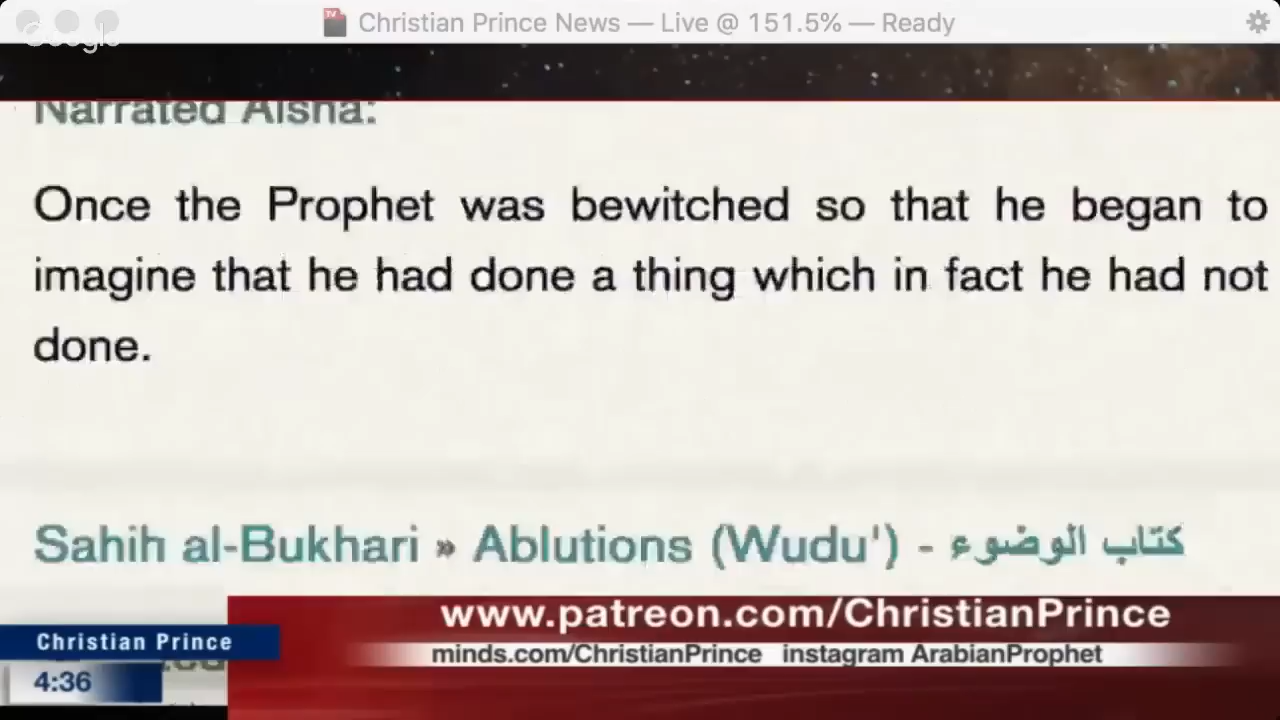 Christian Prince News — Live @ 151.5% — Ready
Google
Narrated Aisha:
Once the Prophet was bewitched so that he began to
imagine that he had done a thing which in fact he had not
done.
Sahih al-Bukhari » Ablutions (Wudu') - كتاب الوضوء
www.patreon.com/ChristianPrince
Christian Prince
minds.com/ChristianPrince instagram ArabianProphet
4:36